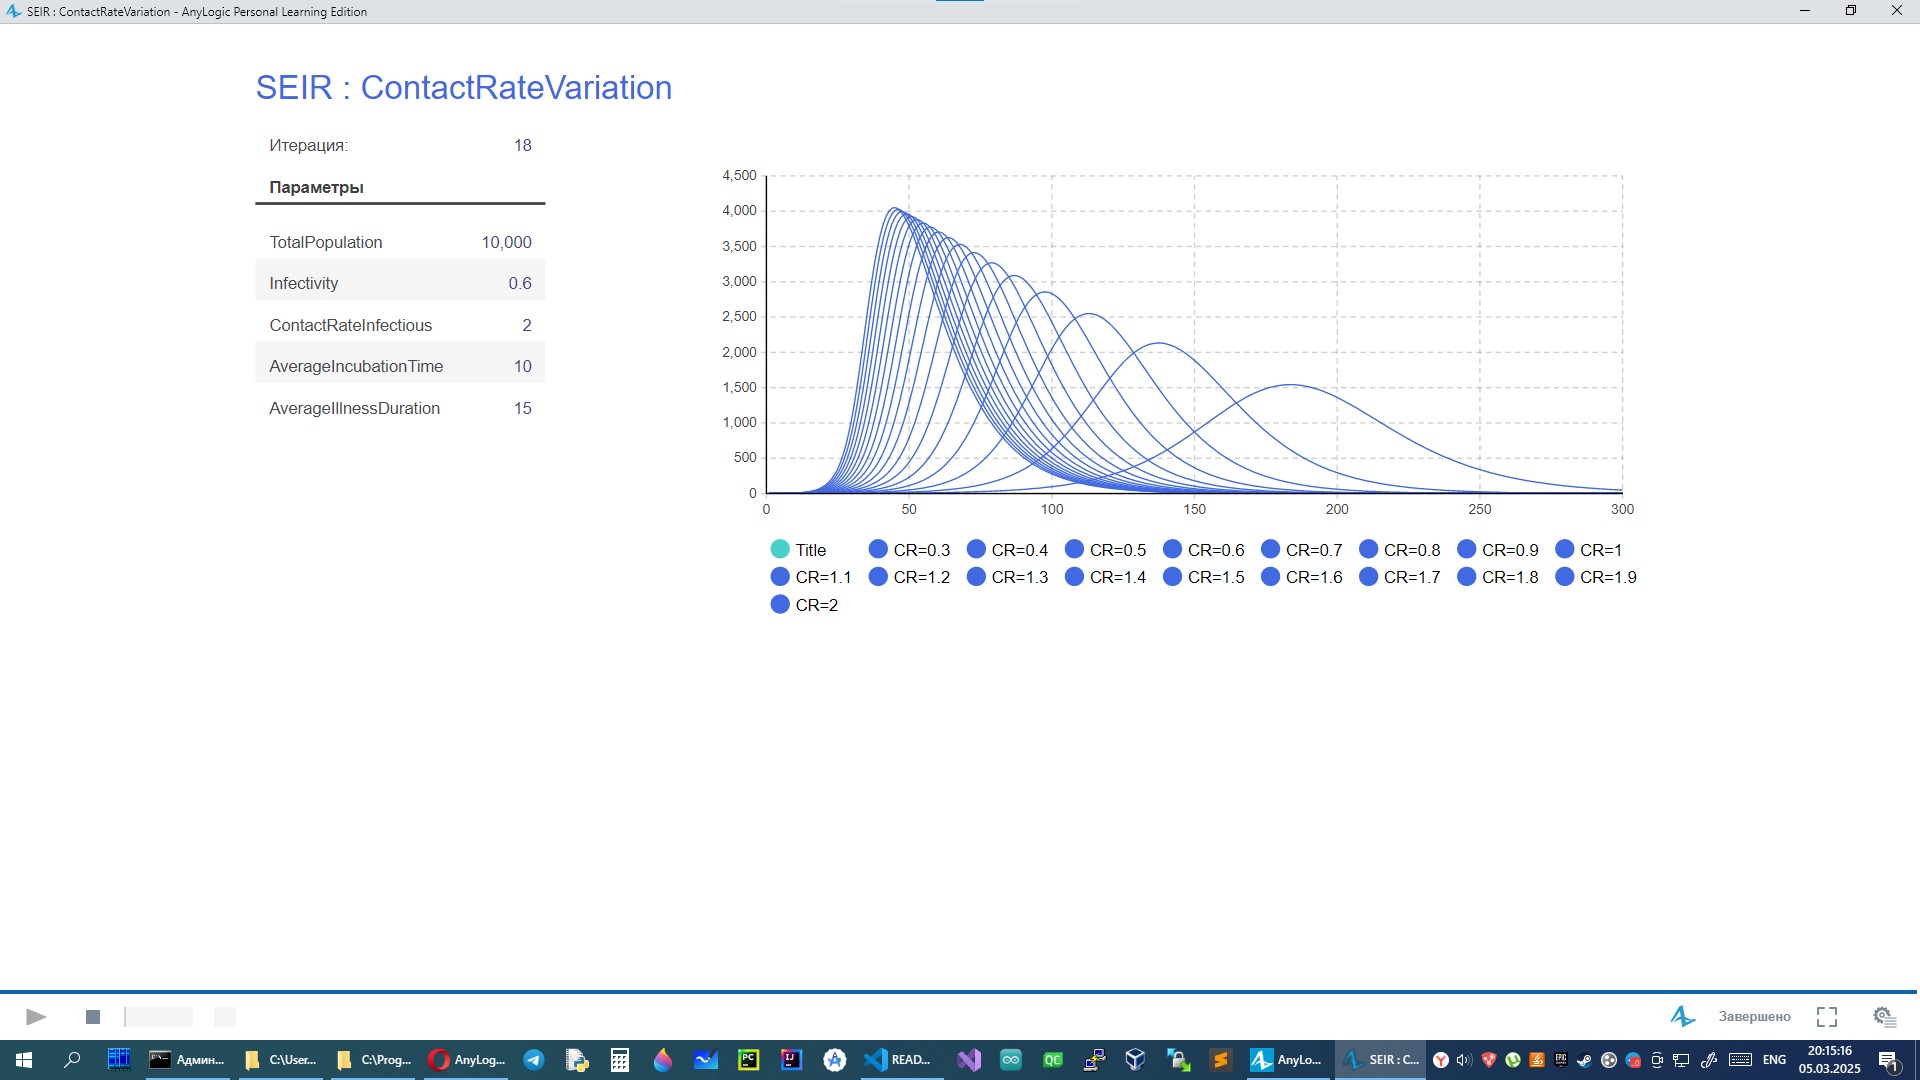 SEIR : ContactRateVariation - AnyLogic Personal Learning Edition
SEIR : ContactRateVariation
Итерация: 18
Параметры
TotalPopulation 10,000
Infectivity 0.6
ContactRateInfectious 2
AverageIncubationTime 10
AverageIllnessDuration 15
4,500
4,000
3,500
3,000
2,500
2,000
1,500
1,000
500
0
0 50 100 150 200 250 300
Title CR=0.3 CR=0.4 CR=0.5 CR=0.6 CR=0.7 CR=0.8 CR=0.9 CR=1
CR=1.1 CR=1.2 CR=1.3 CR=1.4 CR=1.5 CR=1.6 CR=1.7 CR=1.8 CR=1.9
CR=2
Завершено
Админ... C:\User... C:\Prog... AnyLog... PC IJ READ... QC AnyLo... SEIR : C... ENG
20:15:16
05.03.2025
1